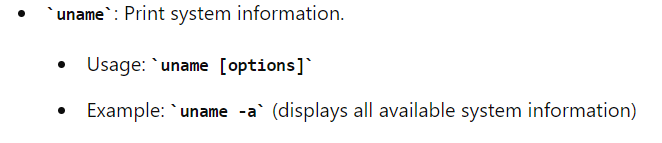 • `uname`: Print system information.
• Usage: `uname [options]`
• Example: `uname -a` (displays all available system information)